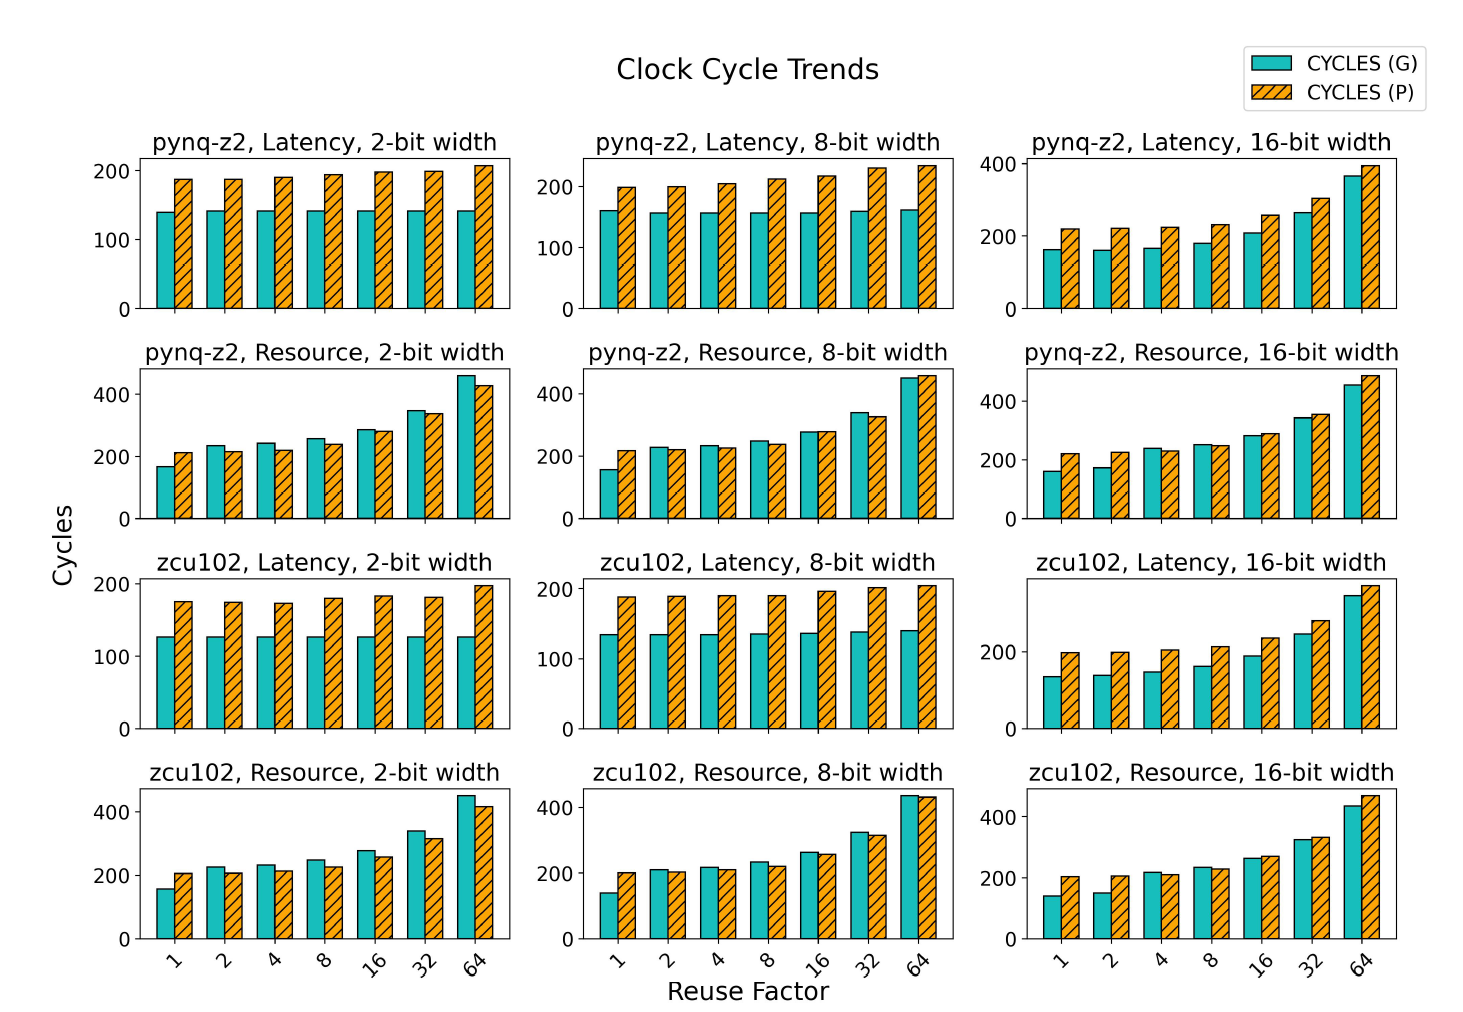 Clock Cycle Trends
CYCLES (G)
CYCLES (P)
pynq-z2, Latency, 2-bit width
200
100
0
pynq-z2, Latency, 8-bit width
200
100
0
pynq-z2, Latency, 16-bit width
400
200
0
pynq-z2, Resource, 2-bit width
400
200
0
pynq-z2, Resource, 8-bit width
400
200
0
pynq-z2, Resource, 16-bit width
400
200
0
Cycles
zcu102, Latency, 2-bit width
200
100
0
zcu102, Latency, 8-bit width
200
100
0
zcu102, Latency, 16-bit width
200
0
zcu102, Resource, 2-bit width
400
200
0
1 2 4 8 16 32 64
zcu102, Resource, 8-bit width
400
200
0
1 2 4 8 16 32 64
zcu102, Resource, 16-bit width
400
200
0
1 2 4 8 16 32 64
Reuse Factor